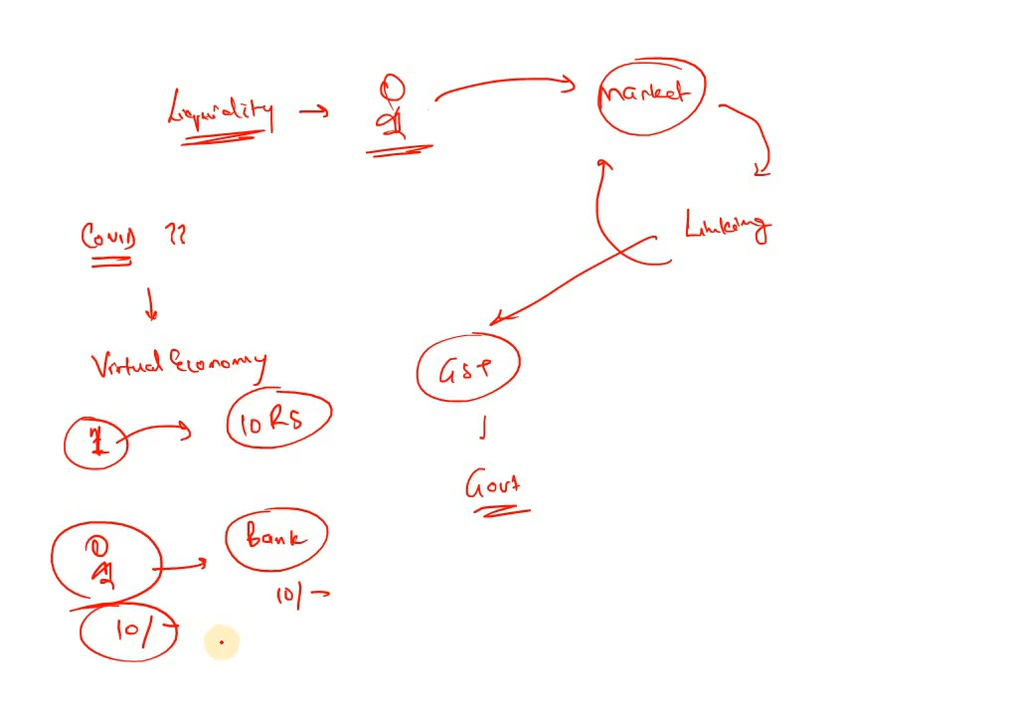 Liquidity →
market
Linking
Covid ??
Virtual Economy
GST
10 RS
Govt
Bank
10/-
10/-